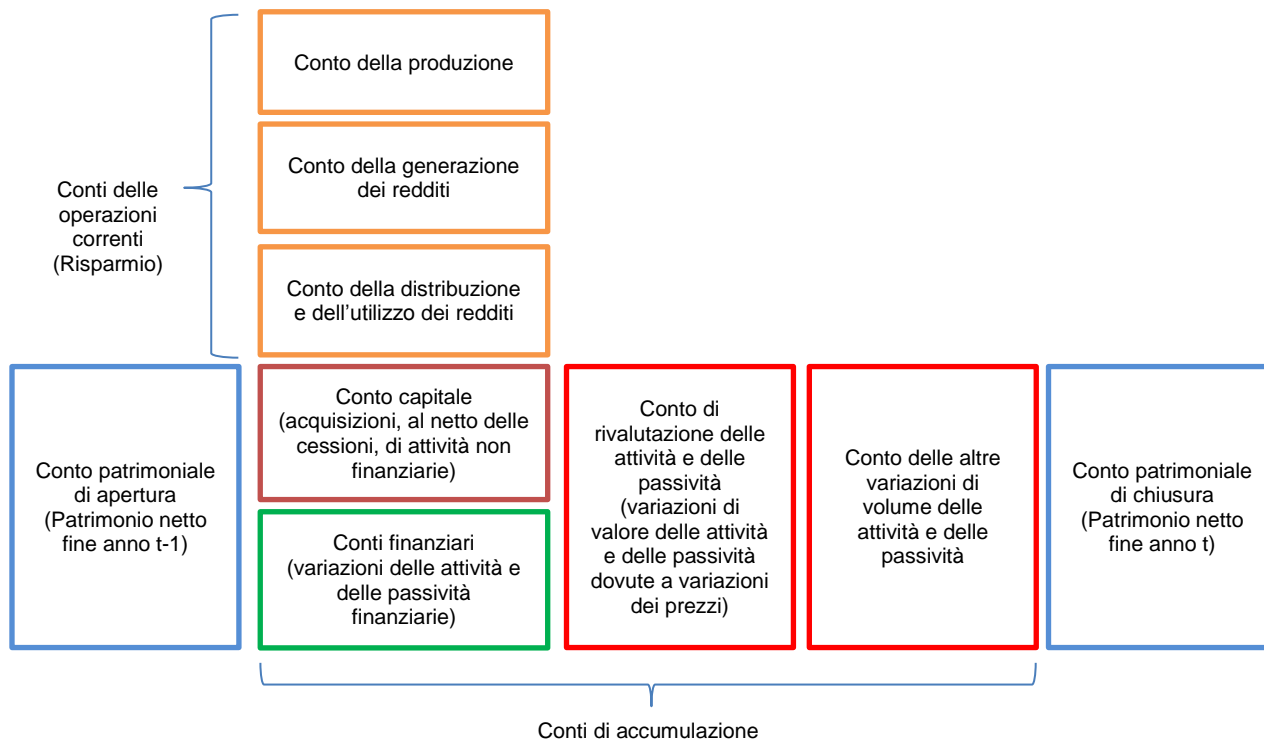 Conto della produzione
Conto della generazione
dei redditi
Conti delle
operazioni
correnti
(Risparmio)
Conto della distribuzione
e dell’utilizzo dei redditi
Conto patrimoniale
di apertura
(Patrimonio netto
fine anno t-1)
Conto capitale
(acquisizioni, al netto delle
cessioni, di attività non
finanziarie)
Conti finanziari
(variazioni delle attività e
delle passività
finanziarie)
Conto di
rivalutazione delle
attività e delle
passività
(variazioni di
valore delle attività
e delle passività
dovute a variazioni
dei prezzi)
Conto delle altre
variazioni di
volume delle
attività e delle
passività
Conto patrimoniale
di chiusura
(Patrimonio netto
fine anno t)
Conti di accumulazione